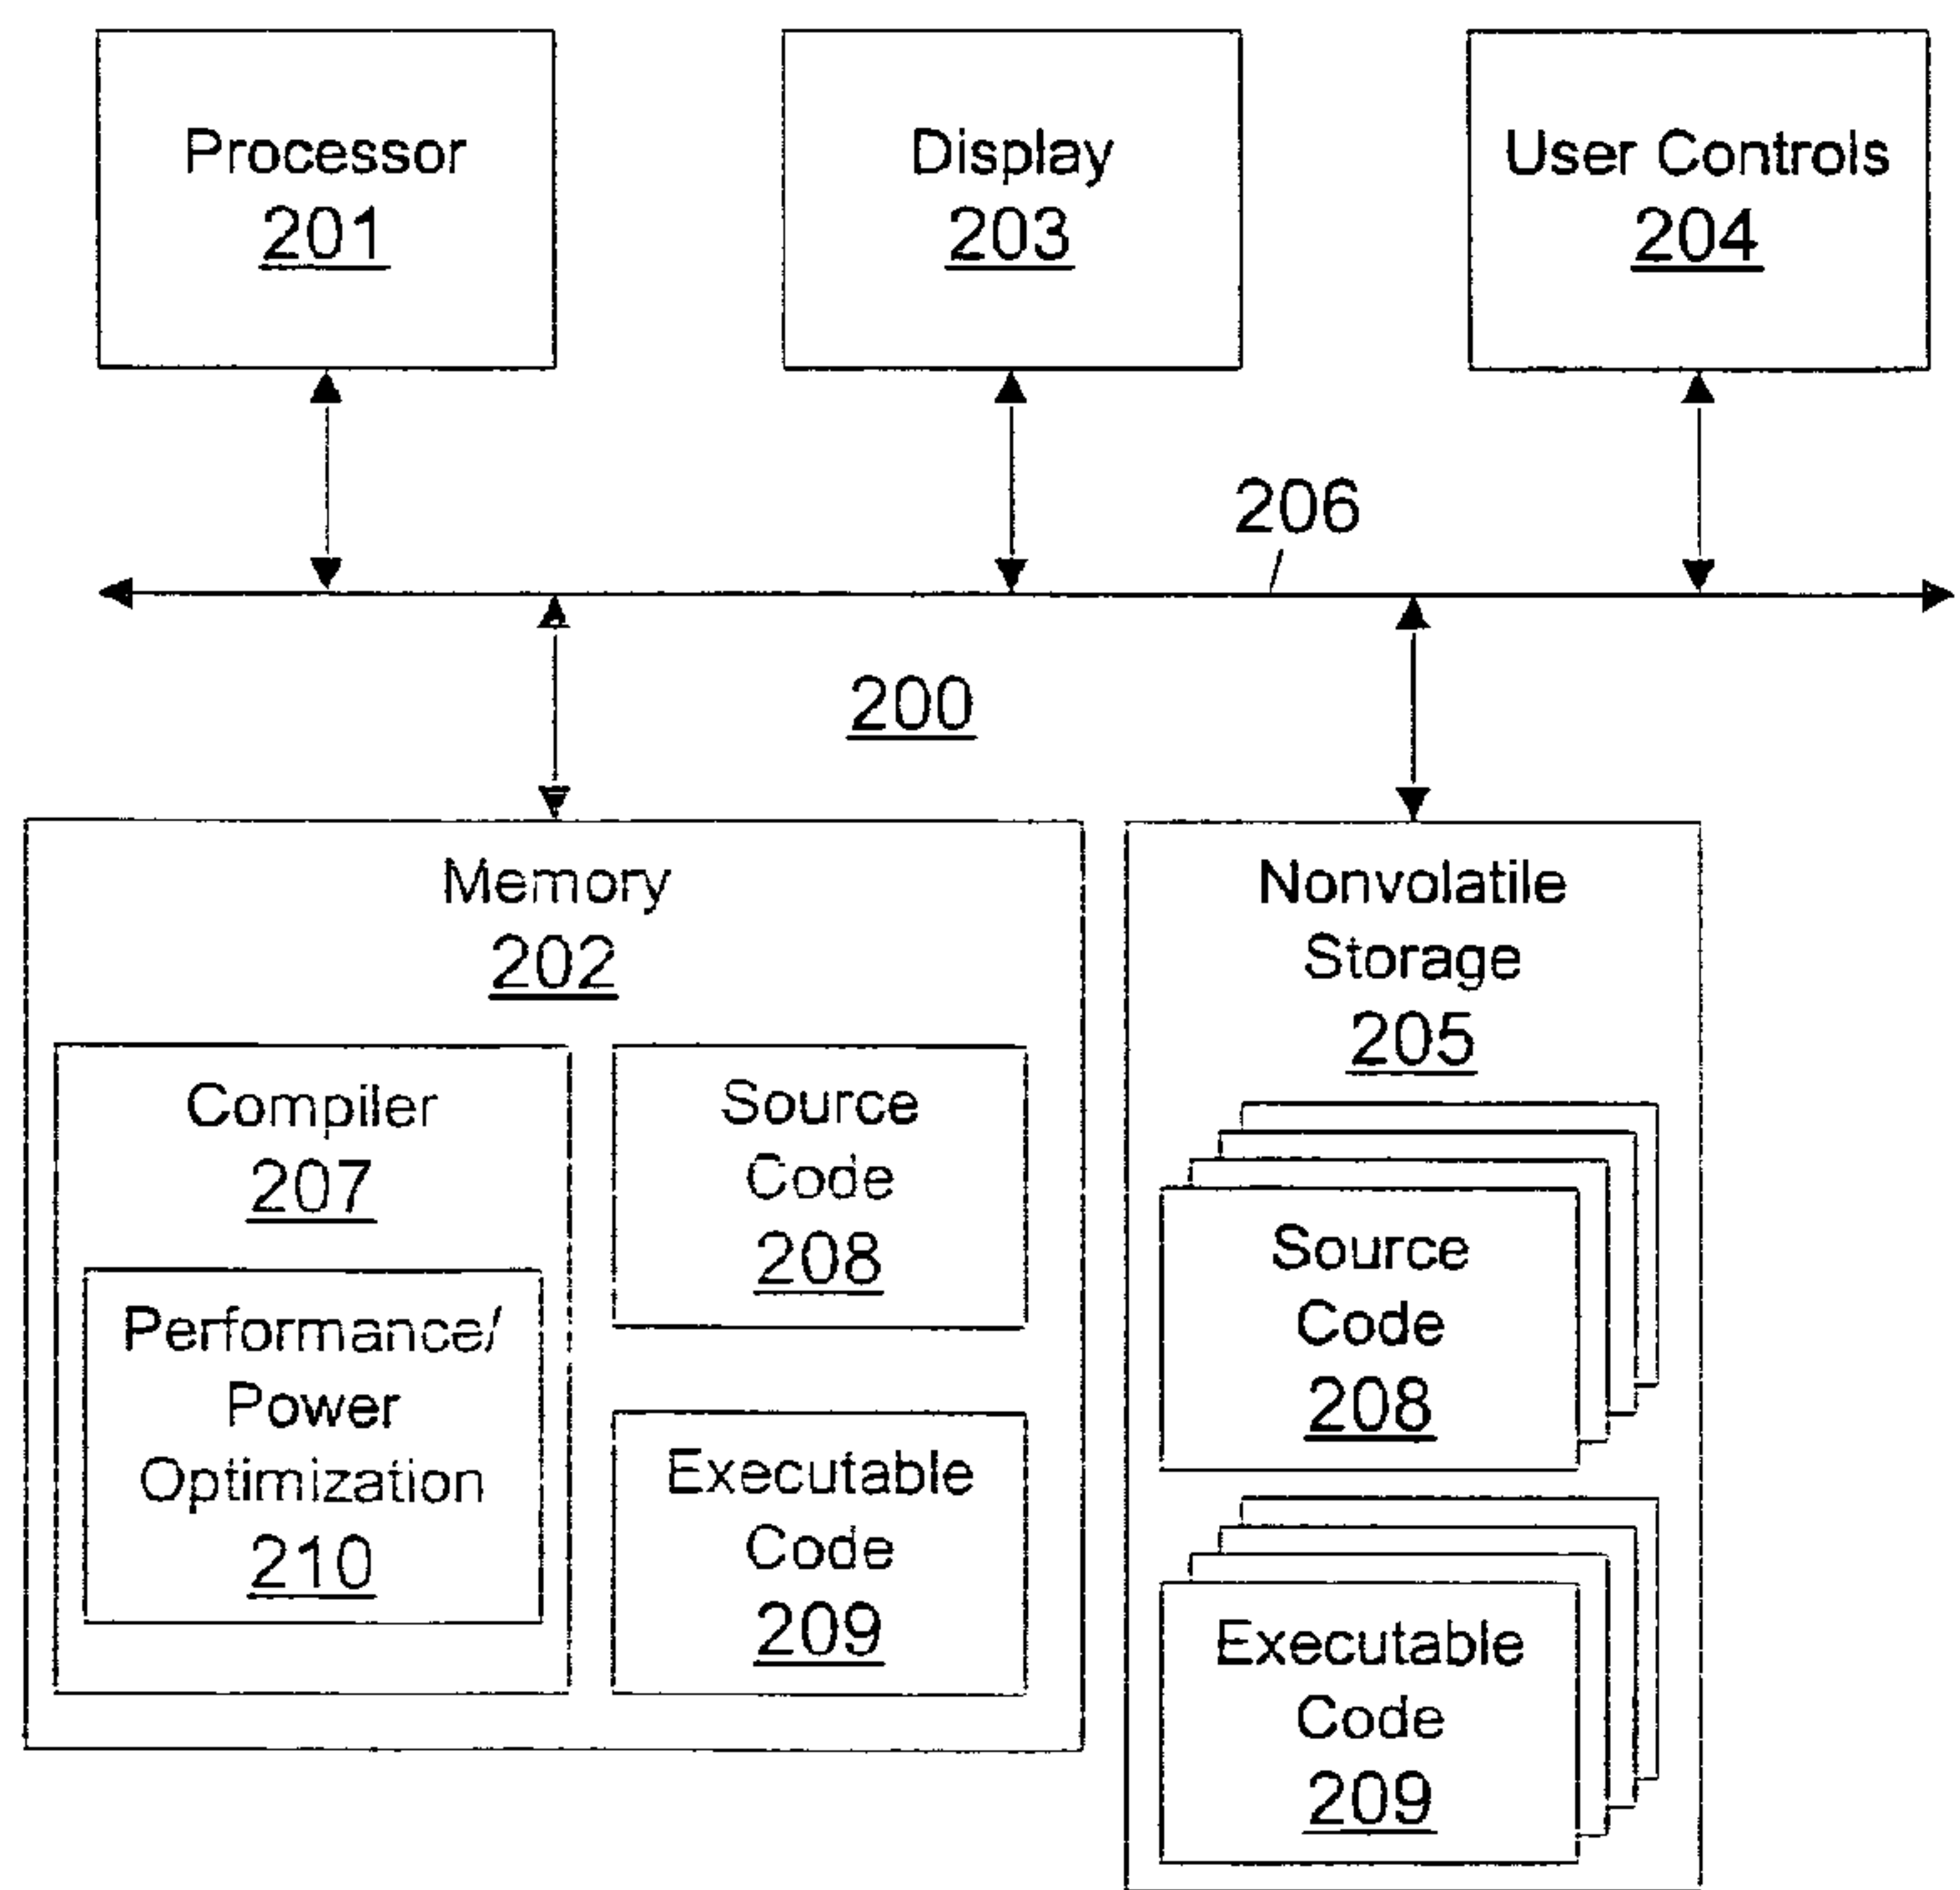 Processor
201
Display
203
User Controls
204
206
200
Memory
202
Compiler
207
Performance/
Power
Optimization
210
Source
Code
208
Executable
Code
209
Nonvolatile
Storage
205
Source
Code
208
Executable
Code
209